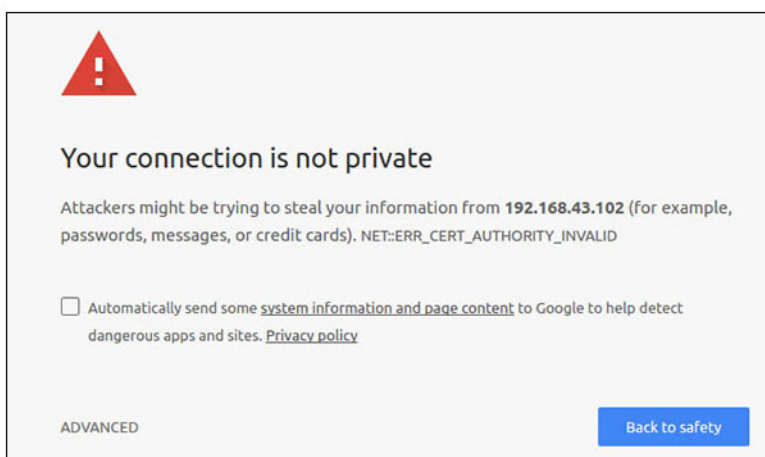 Your connection is not private
Attackers might be trying to steal your information from 192.168.43.102 (for example,
passwords, messages, or credit cards). NET::ERR_CERT_AUTHORITY_INVALID
Automatically send some system information and page content to Google to help detect
dangerous apps and sites. Privacy policy
ADVANCED
Back to safety